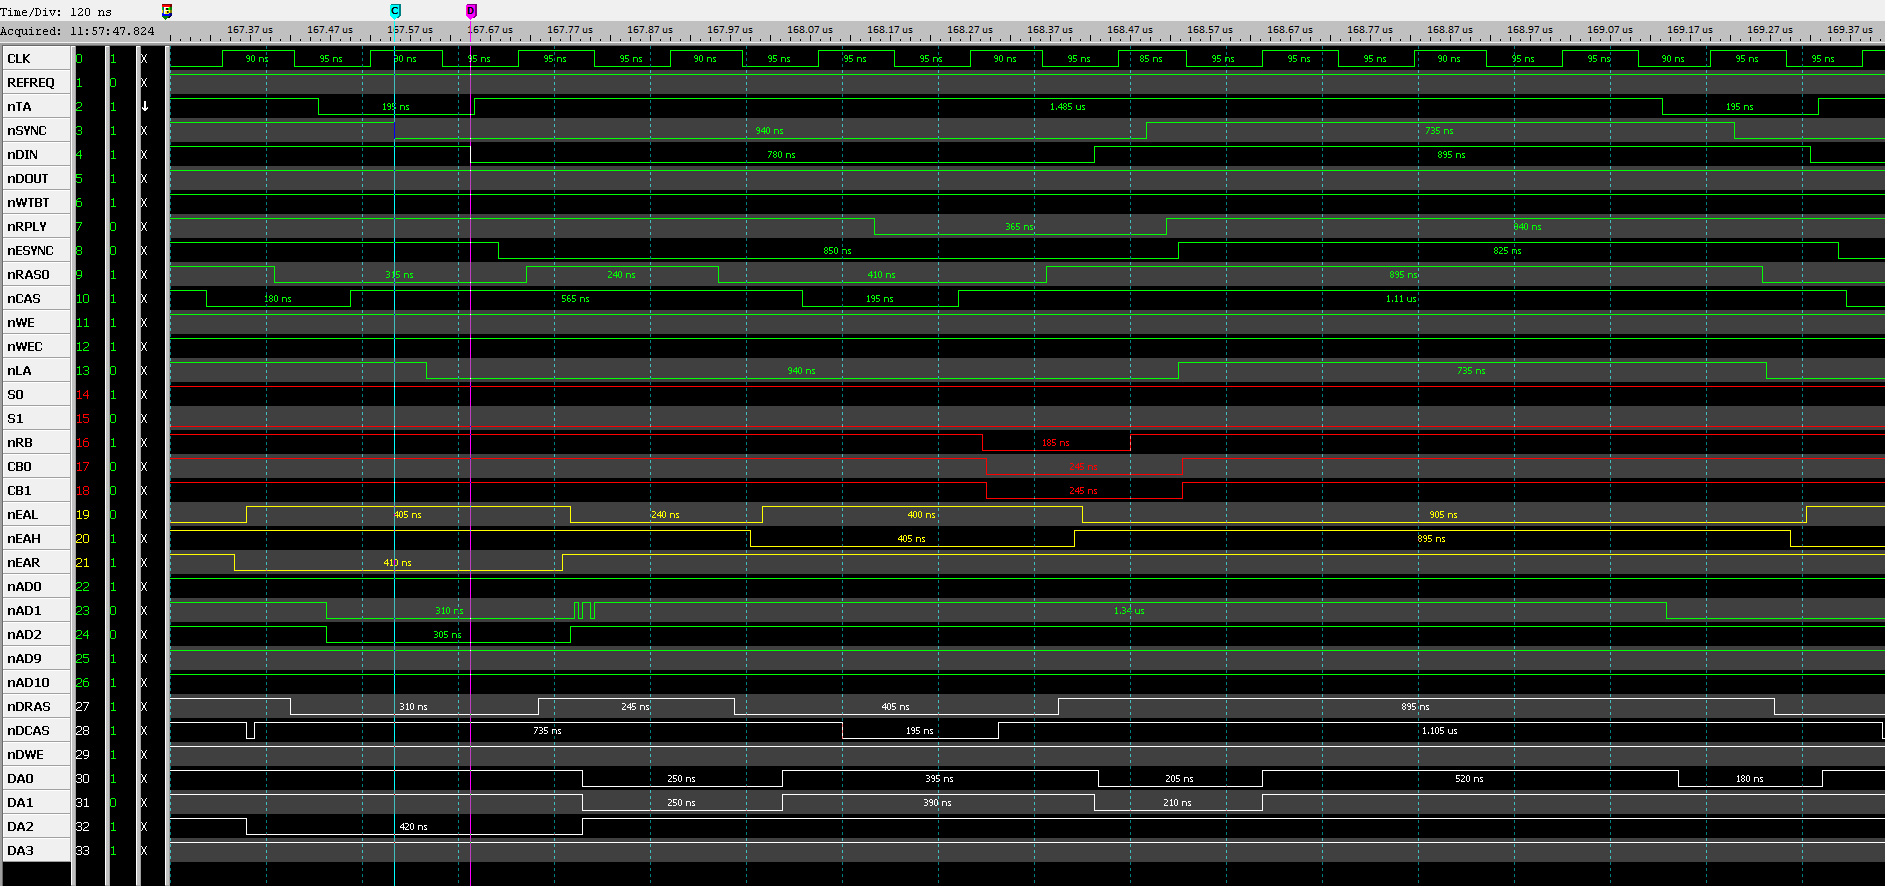 Time/Div: 120 ns
B C D
Acquired: 11:57:47.824
167.37 us 167.47 us 167.57 us 167.67 us 167.77 us 167.87 us 167.97 us 168.07 us 168.17 us 168.27 us 168.37 us 168.47 us 168.57 us 168.67 us 168.77 us 168.87 us 168.97 us 169.07 us 169.17 us 169.27 us 169.37 us
CLK 0 1 X 90 ns 95 ns 90 ns 95 ns 95 ns 95 ns 90 ns 95 ns 95 ns 95 ns 90 ns 95 ns 85 ns 95 ns 95 ns 95 ns 90 ns 95 ns 95 ns 90 ns 95 ns 95 ns
REFREQ 1 0 X
nTA 2 1 ↓ 195 ns 1.485 us 195 ns
nSYNC 3 1 X 940 ns 735 ns
nDIN 4 1 X 780 ns 895 ns
nDOUT 5 1 X
nWTBT 6 1 X
nRPLY 7 0 X 365 ns 940 ns
nESYNC 8 0 X 850 ns 825 ns
nRAS0 9 1 X 315 ns 240 ns 410 ns 895 ns
nCAS 10 1 X 180 ns 565 ns 195 ns 1.11 us
nWE 11 1 X
nWEC 12 1 X
nLA 13 0 X 940 ns 735 ns
S0 14 1 X
S1 15 0 X
nRB 16 1 X 185 ns
CB0 17 0 X 245 ns
CB1 18 0 X 245 ns
nEAL 19 0 X 405 ns 240 ns 400 ns 905 ns
nEAH 20 1 X 405 ns 895 ns
nEAR 21 1 X 410 ns
nAD0 22 1 X
nAD1 23 0 X 310 ns 1.34 us
nAD2 24 0 X 305 ns
nAD9 25 1 X
nAD10 26 1 X
nDRAS 27 1 X 310 ns 245 ns 405 ns 895 ns
nDCAS 28 1 X 735 ns 195 ns 1.105 us
nDWE 29 1 X
DA0 30 1 X 250 ns 395 ns 205 ns 520 ns 180 ns
DA1 31 0 X 250 ns 390 ns 210 ns
DA2 32 1 X 420 ns
DA3 33 1 X